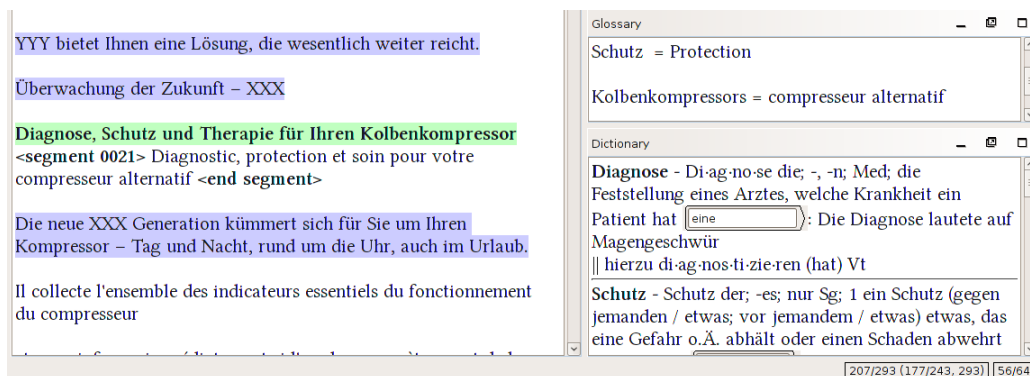 YYY bietet Ihnen eine Lösung, die wesentlich weiter reicht.
Überwachung der Zukunft – XXX
Diagnose, Schutz und Therapie für Ihren Kolbenkompressor
<segment 0021> Diagnostic, protection et soin pour votre
compresseur alternatif <end segment>
Die neue XXX Generation kümmert sich für Sie um Ihren
Kompressor – Tag und Nacht, rund um die Uhr, auch im Urlaub.
Il collecte l'ensemble des indicateurs essentiels du fonctionnement
du compresseur
Glossary
Schutz = Protection
Kolbenkompressors = compresseur alternatif
Dictionary
Diagnose - Di·ag·no·se die; -, -n; Med; die
Feststellung eines Arztes, welche Krankheit ein
Patient hat eine : Die Diagnose lautete auf
Magengeschwür
|| hierzu di·ag·nos·ti·zie·ren (hat) Vt
Schutz - Schutz der; -es; nur Sg; 1 ein Schutz (gegen
jemanden / etwas; vor jemandem / etwas) etwas, das
eine Gefahr o.Ä. abhält oder einen Schaden abwehrt
207/293 (177/243, 293) 56/64